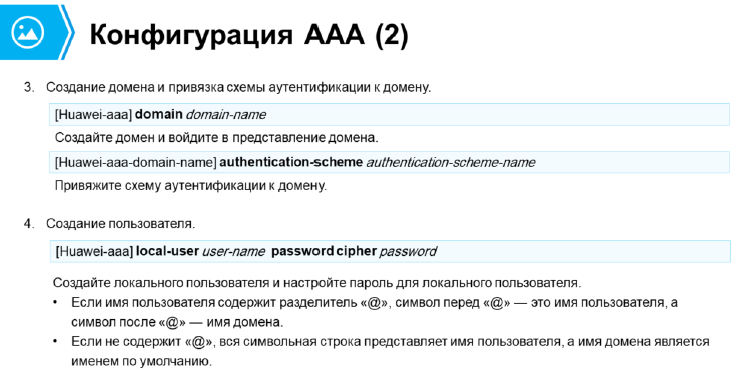 Конфигурация AAA (2)
3. Создание домена и привязка схемы аутентификации к домену.
[Huawei-aaa] domain domain-name
Создайте домен и войдите в представление домена.
[Huawei-aaa-domain-name] authentication-scheme authentication-scheme-name
Привяжите схему аутентификации к домену.
4. Создание пользователя.
[Huawei-aaa] local-user user-name password cipher password
Создайте локального пользователя и настройте пароль для локального пользователя.
• Если имя пользователя содержит разделитель «@», символ перед «@» — это имя пользователя, а
символ после «@» — имя домена.
• Если не содержит «@», вся символьная строка представляет имя пользователя, а имя домена является
именем по умолчанию.